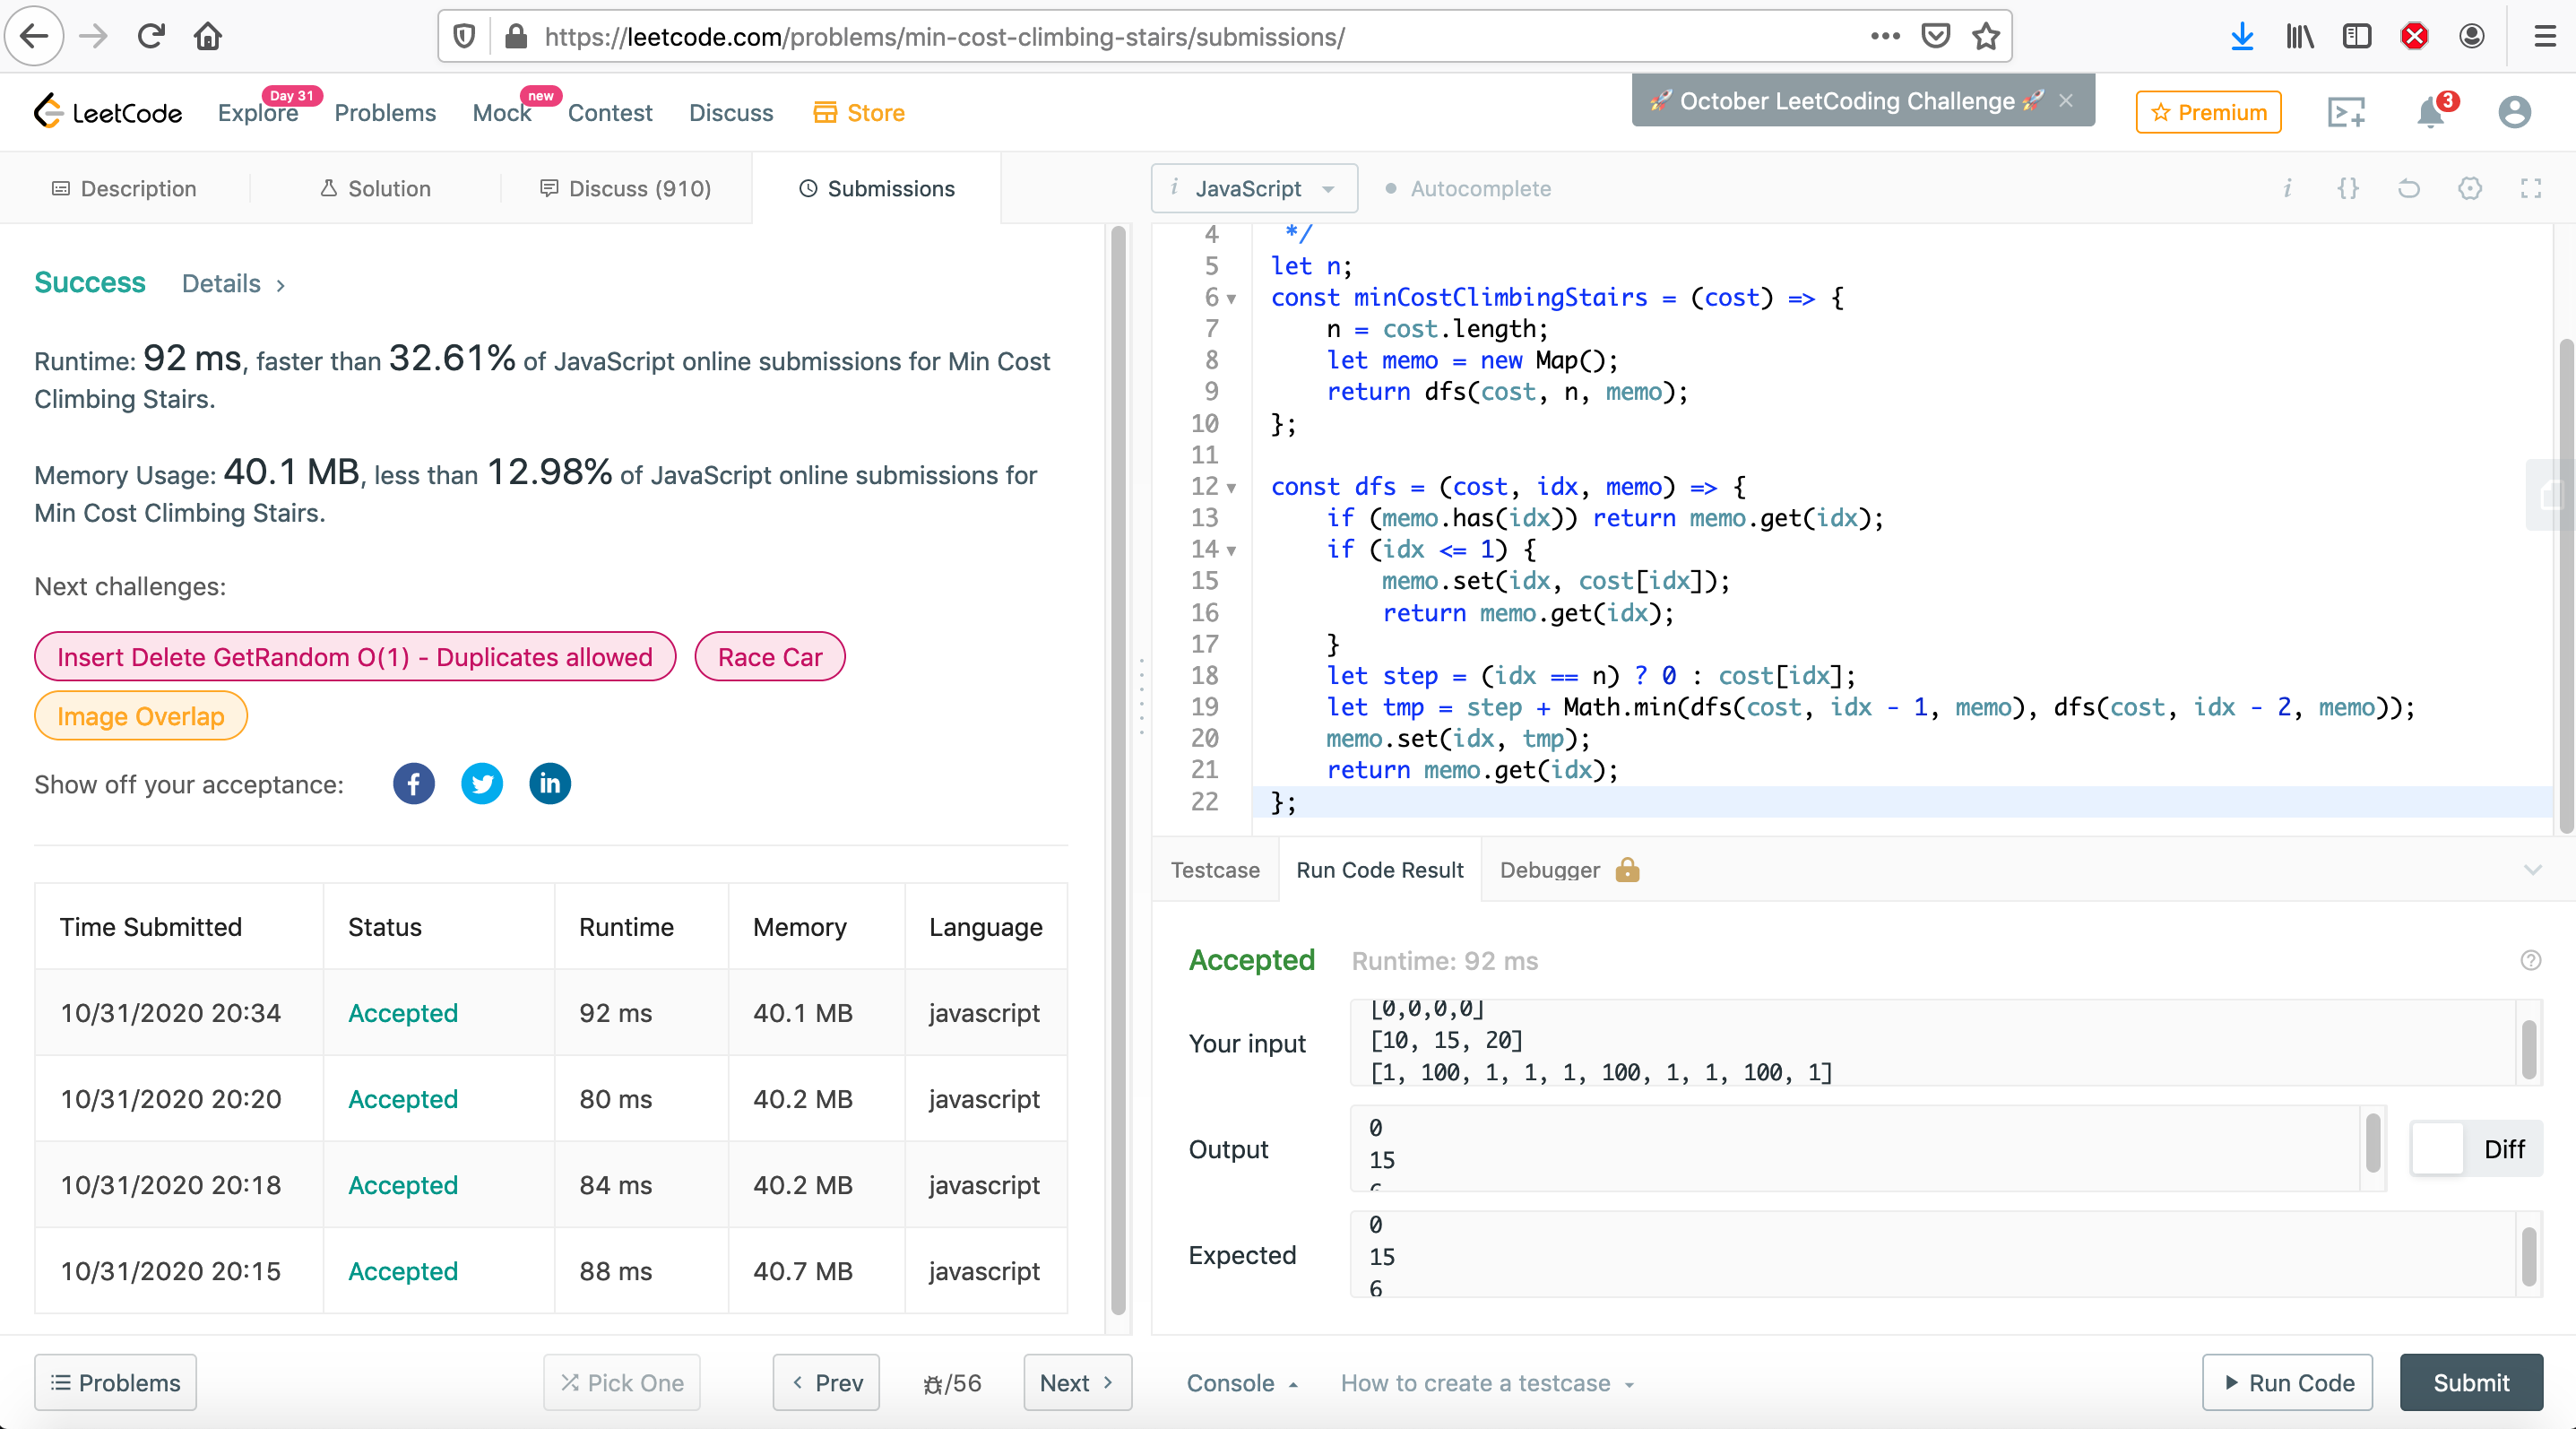 https://leetcode.com/problems/min-cost-climbing-stairs/submissions/
LeetCode
Explore
Day 31
Problems
Mock
new
Contest
Discuss
Store
🚀 October LeetCoding Challenge 🚀 ×
Premium
3
Description
Solution
Discuss (910)
Submissions
i JavaScript
Autocomplete
i {}
Success Details >
Runtime: 92 ms, faster than 32.61% of JavaScript online submissions for Min Cost
Climbing Stairs.
Memory Usage: 40.1 MB, less than 12.98% of JavaScript online submissions for
Min Cost Climbing Stairs.
Next challenges:
Insert Delete GetRandom O(1) - Duplicates allowed
Race Car
Image Overlap
Show off your acceptance: f in
Time Submitted Status Runtime Memory Language
10/31/2020 20:34 Accepted 92 ms 40.1 MB javascript
10/31/2020 20:20 Accepted 80 ms 40.2 MB javascript
10/31/2020 20:18 Accepted 84 ms 40.2 MB javascript
10/31/2020 20:15 Accepted 88 ms 40.7 MB javascript
4 */
5 let n;
6 const minCostClimbingStairs = (cost) => {
7 n = cost.length;
8 let memo = new Map();
9 return dfs(cost, n, memo);
10 };
11
12 const dfs = (cost, idx, memo) => {
13 if (memo.has(idx)) return memo.get(idx);
14 if (idx <= 1) {
15 memo.set(idx, cost[idx]);
16 return memo.get(idx);
17 }
18 let step = (idx == n) ? 0 : cost[idx];
19 let tmp = step + Math.min(dfs(cost, idx - 1, memo), dfs(cost, idx - 2, memo));
20 memo.set(idx, tmp);
21 return memo.get(idx);
22 };
Testcase
Run Code Result
Debugger
Accepted Runtime: 92 ms
Your input
[0,0,0,0]
[10, 15, 20]
[1, 100, 1, 1, 1, 100, 1, 1, 100, 1]
Output
0
15
6
Diff
Expected
0
15
6
Problems
Pick One
< Prev
/56
Next >
Console
How to create a testcase
Run Code
Submit